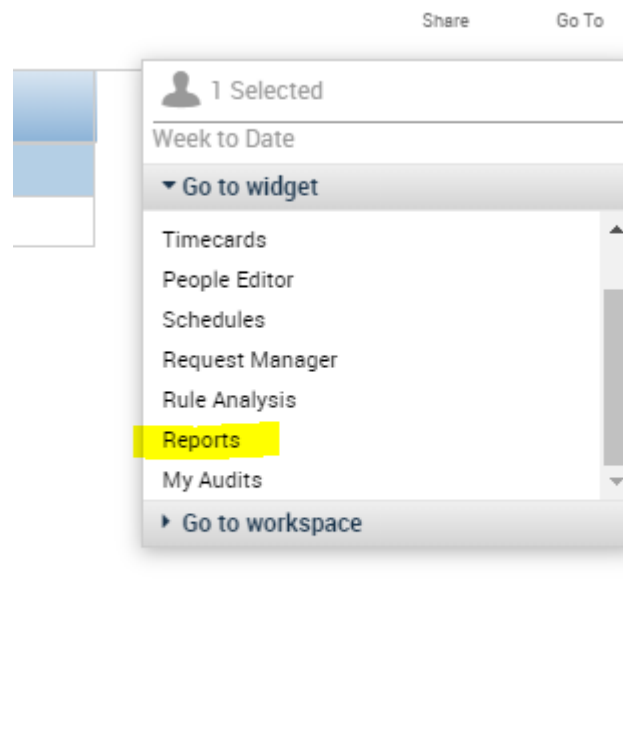 Share Go To
1 Selected
Week to Date
Go to widget
Timecards
People Editor
Schedules
Request Manager
Rule Analysis
Reports
My Audits
Go to workspace